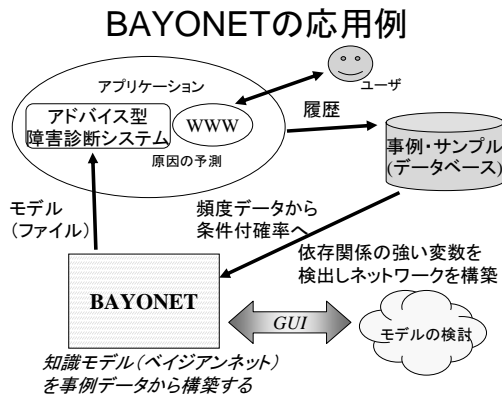 BAYONETの応用例
アプリケーション
ユーザ
アドバイス型
障害診断システム
WWW
原因の予測
履歴
事例・サンプル
(データベース)
モデル
(ファイル)
頻度データから
条件付確率へ
依存関係の強い変数を
検出しネットワークを構築
BAYONET
GUI
モデルの検討
知識モデル(ベイジアンネット)
を事例データから構築する